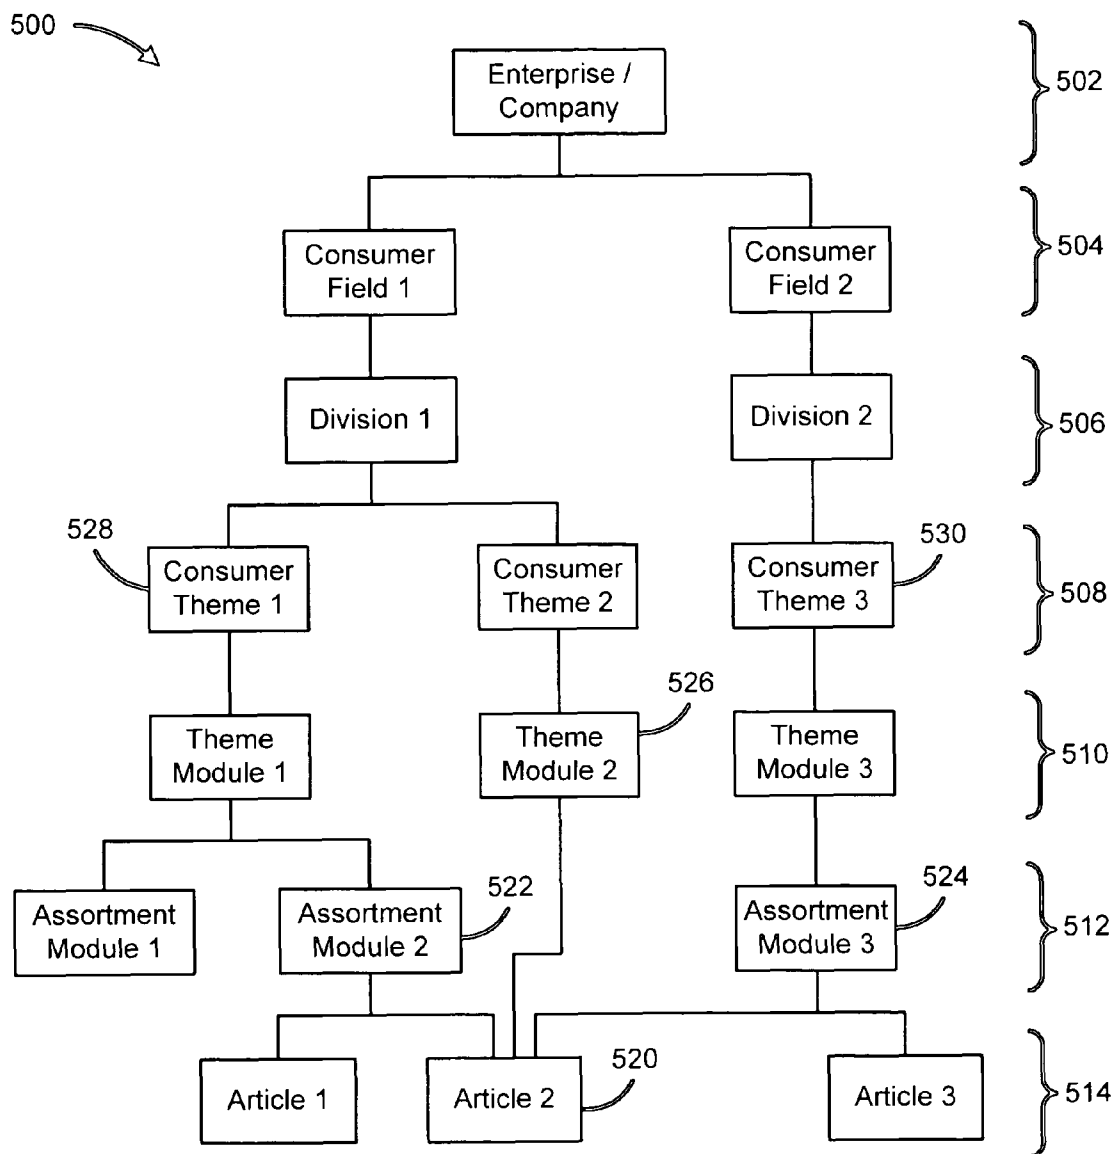 500
Enterprise /
Company
502
Consumer
Field 1
Consumer
Field 2
504
Division 1
Division 2
506
528
Consumer
Theme 1
Consumer
Theme 2
530
Consumer
Theme 3
508
Theme
Module 1
526
Theme
Module 2
Theme
Module 3
510
Assortment
Module 1
Assortment
Module 2
522
Assortment
Module 3
524
512
Article 1
Article 2
520
Article 3
514